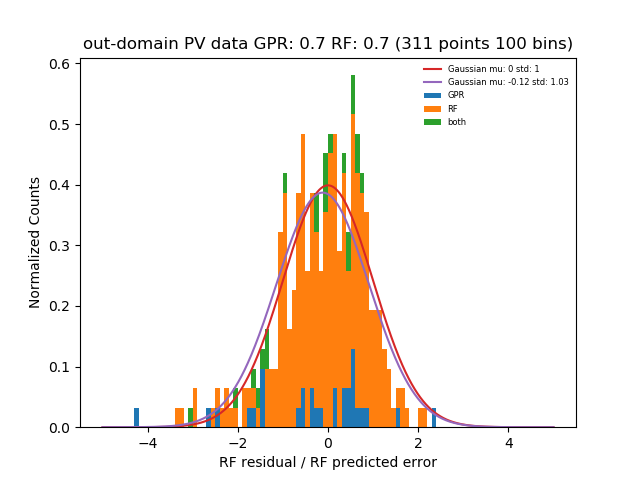 out-domain PV data GPR: 0.7 RF: 0.7 (311 points 100 bins)
Gaussian mu: 0 std: 1
Gaussian mu: -0.12 std: 1.03
GPR
RF
both
Normalized Counts
0.6
0.5
0.4
0.3
0.2
0.1
0.0
−4 −2 0 2 4
RF residual / RF predicted error